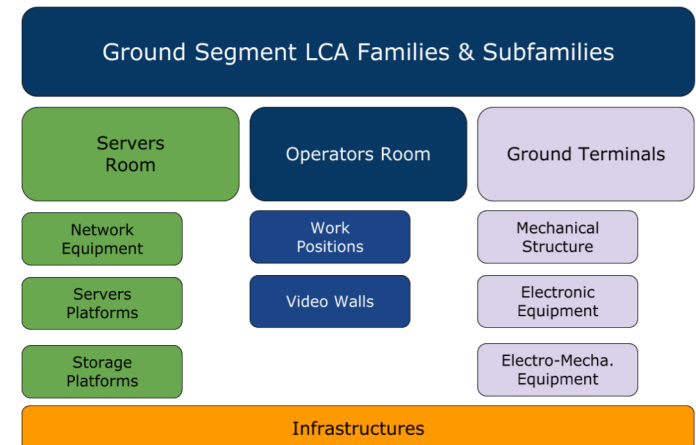 Ground Segment LCA Families & Subfamilies
Servers
Room
Operators Room
Ground Terminals
Network
Equipment
Work
Positions
Mechanical
Structure
Servers
Platforms
Video Walls
Electronic
Equipment
Storage
Platforms
Electro-Mecha.
Equipment
Infrastructures